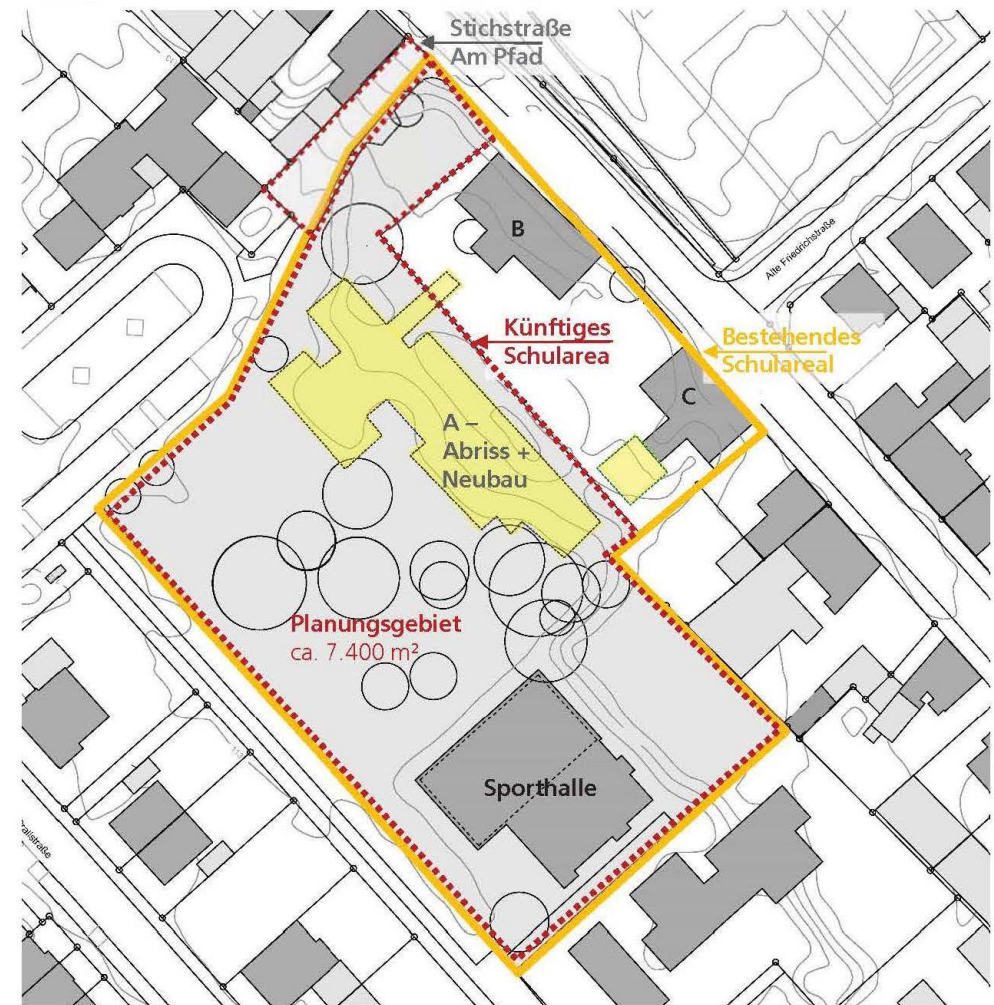 Stichstraße
Am Pfad
B
Alte Friedrichstraße
Künftiges
Schularea
Bestehendes
Schulareal
C
A –
Abriss +
Neubau
Planungsgebiet
ca. 7.400 m²
Sporthalle